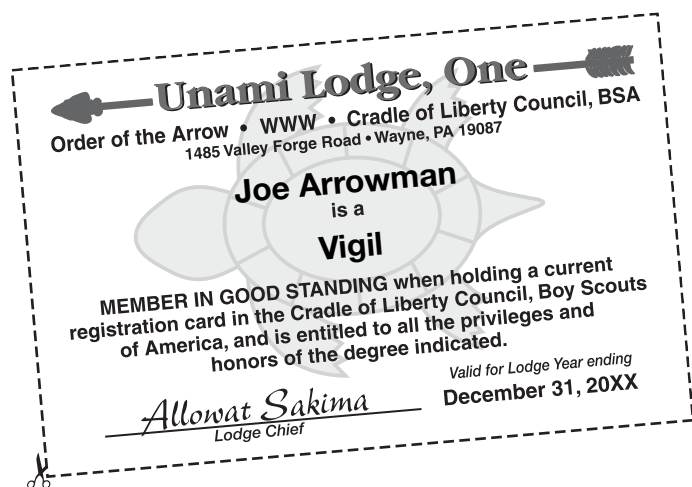 Unami Lodge, One
Order of the Arrow • WWW • Cradle of Liberty Council, BSA
1485 Valley Forge Road • Wayne, PA 19087
Joe Arrowman
is a
Vigil
MEMBER IN GOOD STANDING when holding a current
registration card in the Cradle of Liberty Council, Boy Scouts
of America, and is entitled to all the privileges and
honors of the degree indicated.
Allowat Sakima
Lodge Chief
Valid for Lodge Year ending
December 31, 20XX